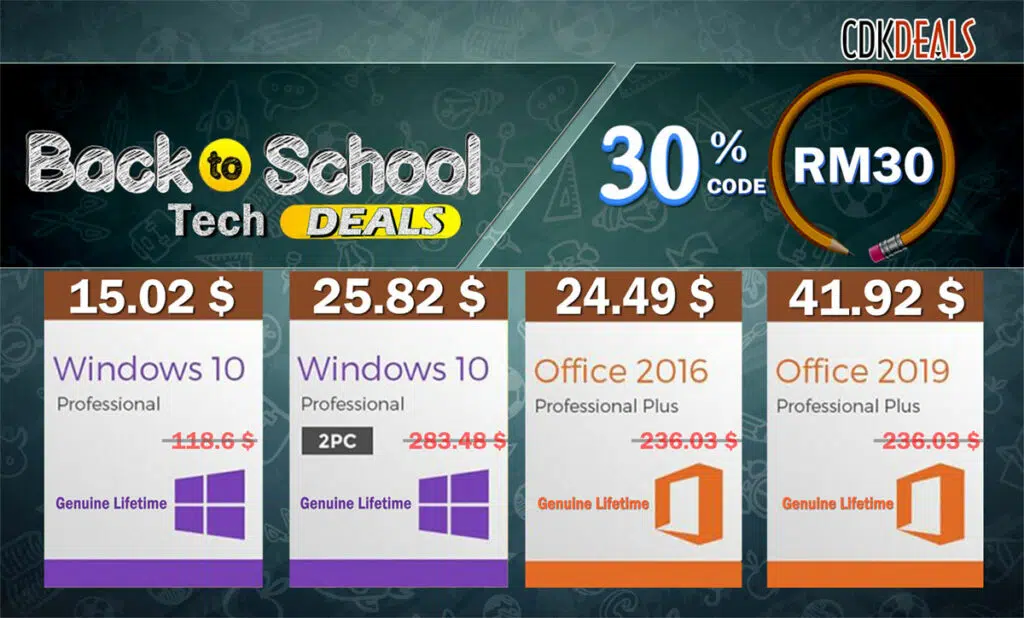 CDKDEALS
Back to School
Tech DEALS
30% CODE RM30
15.02 $
Windows 10
Professional
118.6 $
Genuine Lifetime
25.82 $
Windows 10
Professional
2PC 283.48 $
Genuine Lifetime
24.49 $
Office 2016
Professional Plus
236.03 $
Genuine Lifetime
41.92 $
Office 2019
Professional Plus
236.03 $
Genuine Lifetime